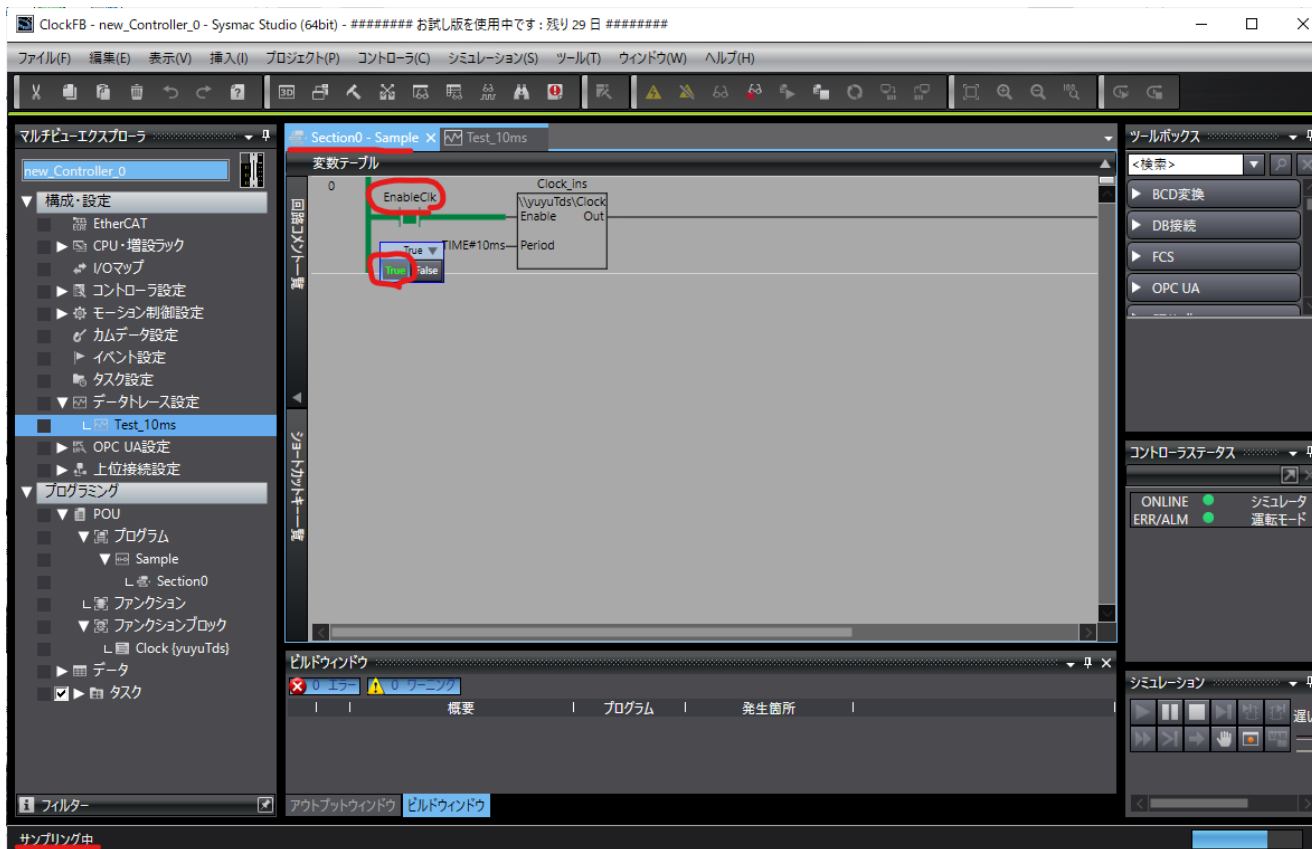 ClockFB - new_Controller_0 - Sysmac Studio (64bit) - ######## お試し版を使用中です : 残り 29 日 ########
ファイル(F) 編集(E) 表示(V) 挿入(I) プロジェクト(P) コントローラ(C) シミュレーション(S) ツール(T) ウィンドウ(W) ヘルプ(H)
マルチビューエクスプローラ
new_Controller_0
構成・設定
EtherCAT
CPU・増設ラック
I/Oマップ
コントローラ設定
モーション制御設定
カムデータ設定
イベント設定
タスク設定
データトレース設定
Test_10ms
OPC UA設定
上位接続設定
プログラミング
POU
プログラム
Sample
Section0
ファンクション
ファンクションブロック
Clock {yuyuTds}
データ
タスク
フィルター
Section0 - Sample Test_10ms
変数テーブル
回路コメント一覧
ショートカットキー一覧
0
EnableClk
Clock_ins
\\yuyuTds\Clock
Enable Out
TIME#10ms Period
True
True False
ビルドウィンドウ
0 エラー 0 ワーニング
概要 プログラム 発生箇所
アウトプットウィンドウ ビルドウィンドウ
ツールボックス
<検索>
BCD変換
DB接続
FCS
OPC UA
コントローラステータス
ONLINE シミュレータ
ERR/ALM 運転モード
シミュレーション
サンプリング中